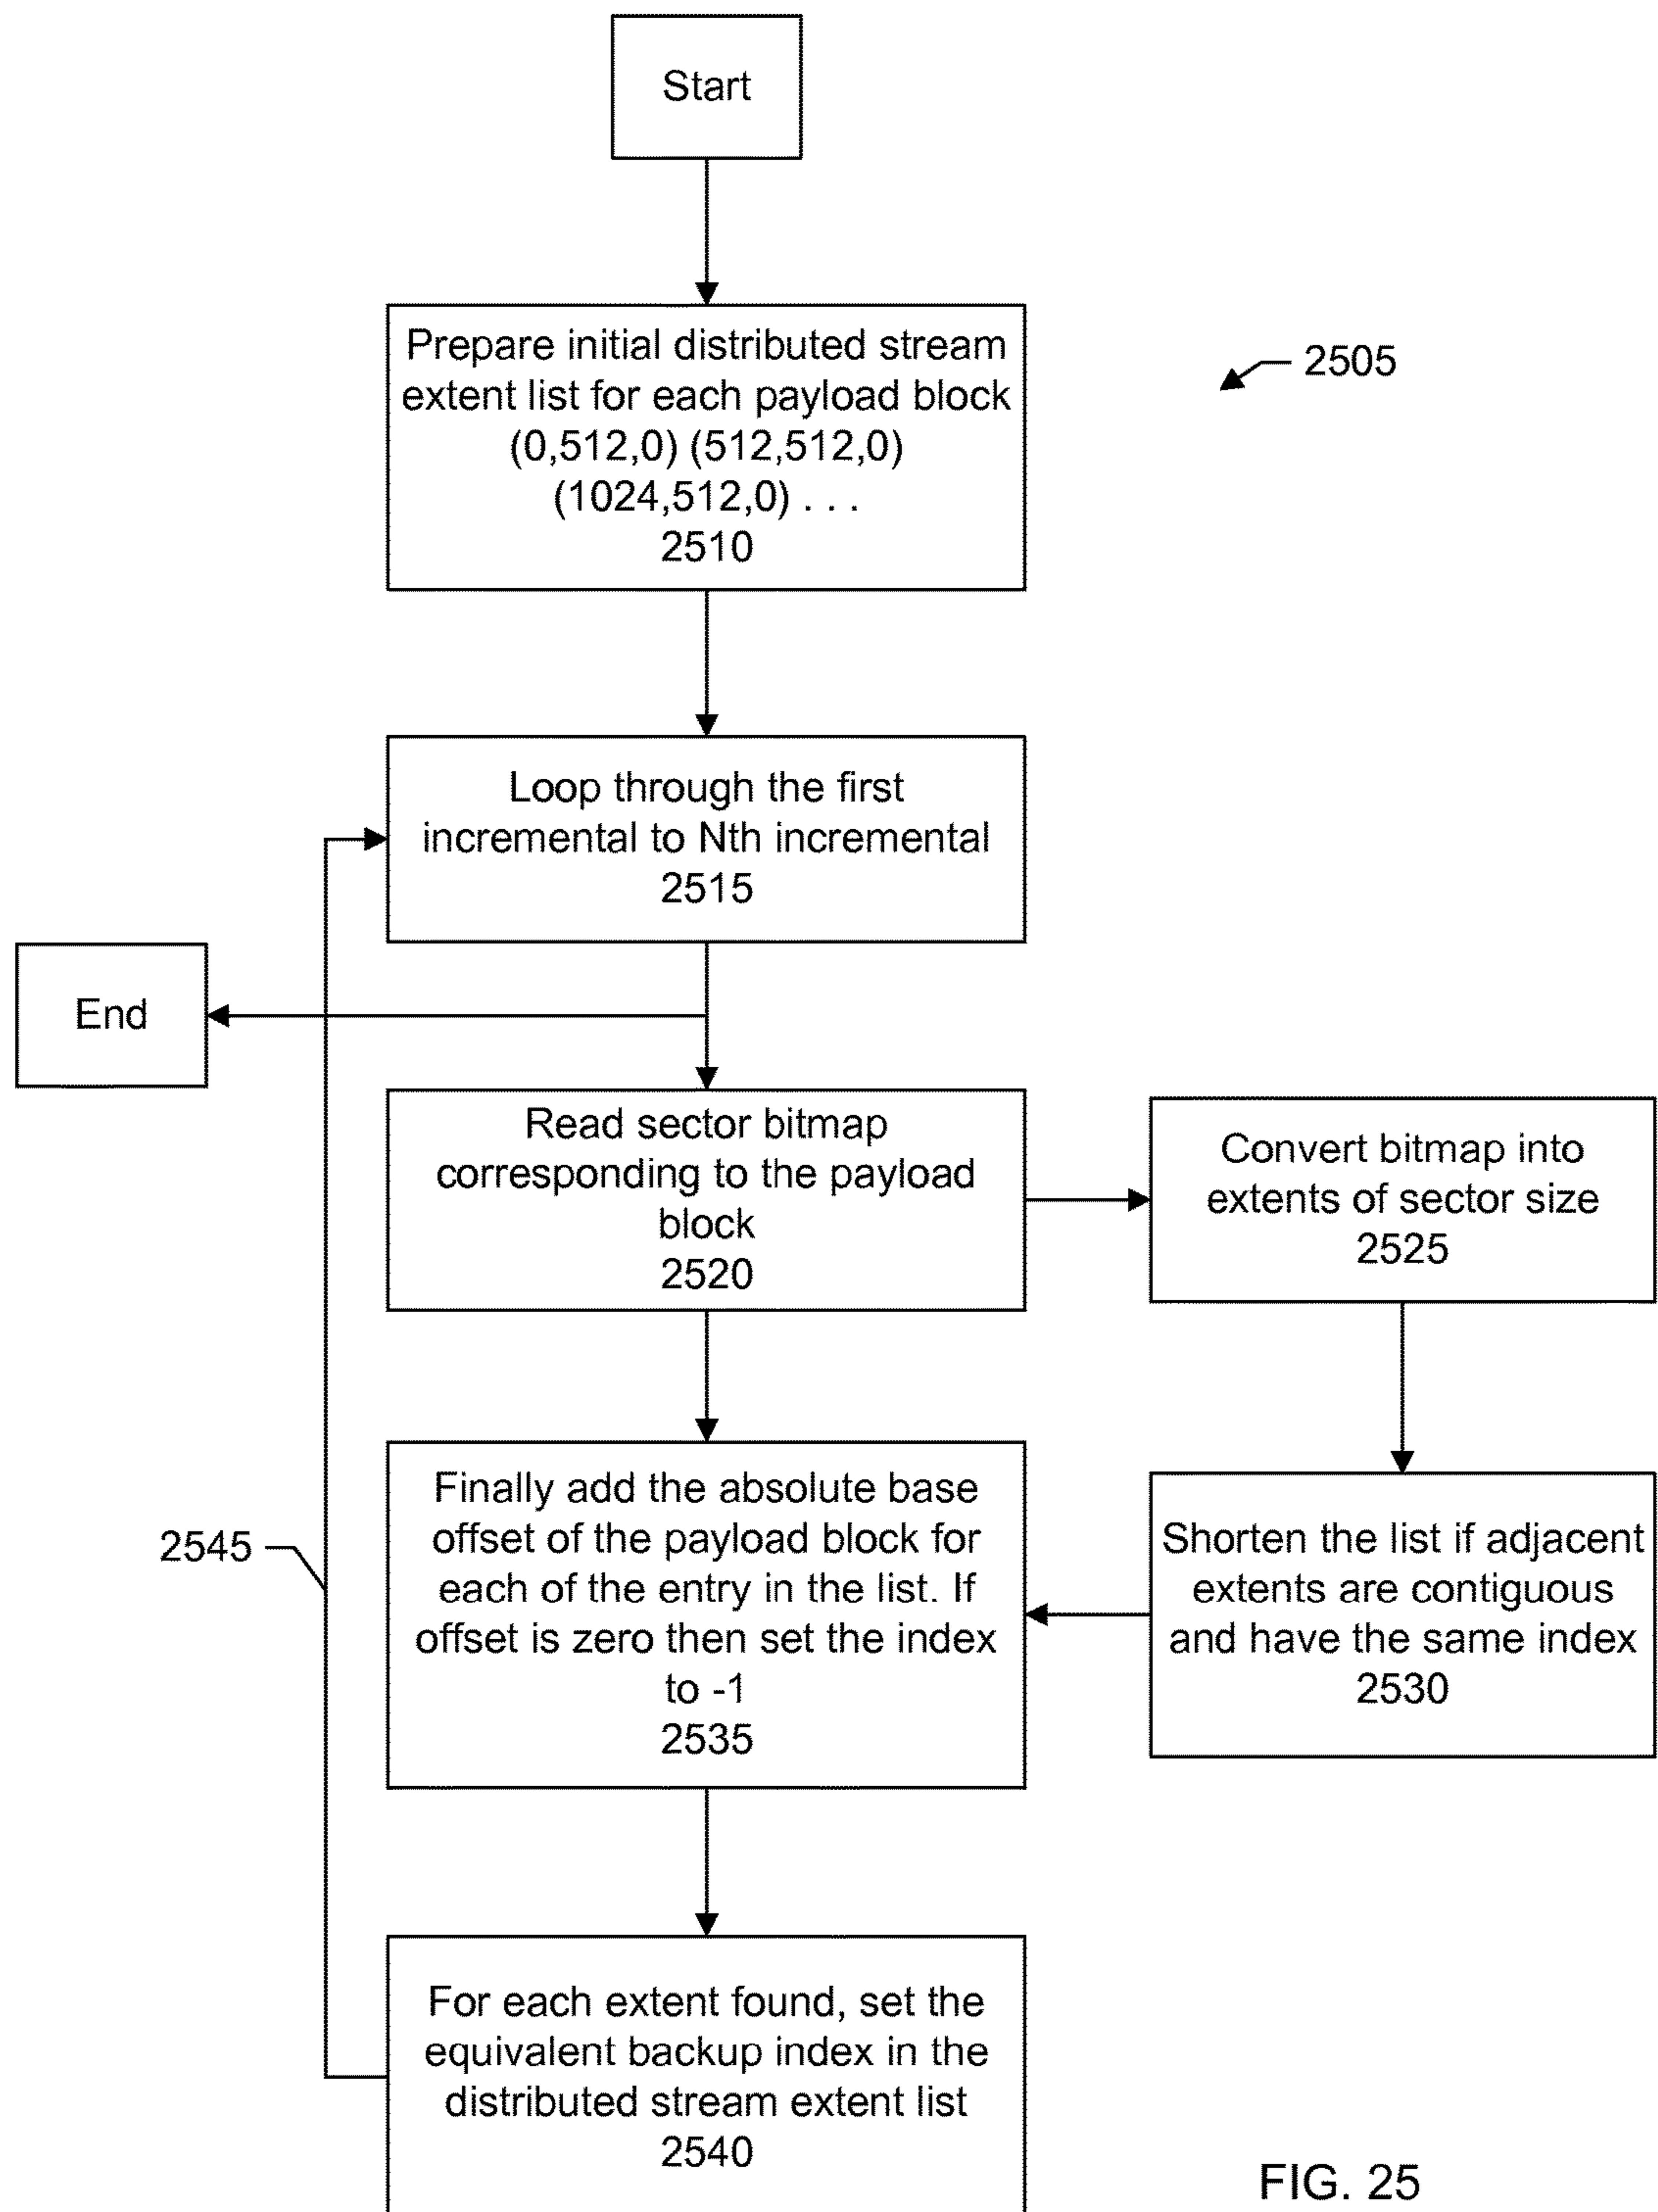 Start
Prepare initial distributed stream
extent list for each payload block
(0,512,0) (512,512,0)
(1024,512,0) . . .
2510
2505
Loop through the first
incremental to Nth incremental
2515
End
Read sector bitmap
corresponding to the payload
block
2520
Convert bitmap into
extents of sector size
2525
Finally add the absolute base
offset of the payload block for
each of the entry in the list. If
offset is zero then set the index
to -1
2535
Shorten the list if adjacent
extents are contiguous
and have the same index
2530
2545
For each extent found, set the
equivalent backup index in the
distributed stream extent list
2540
FIG. 25